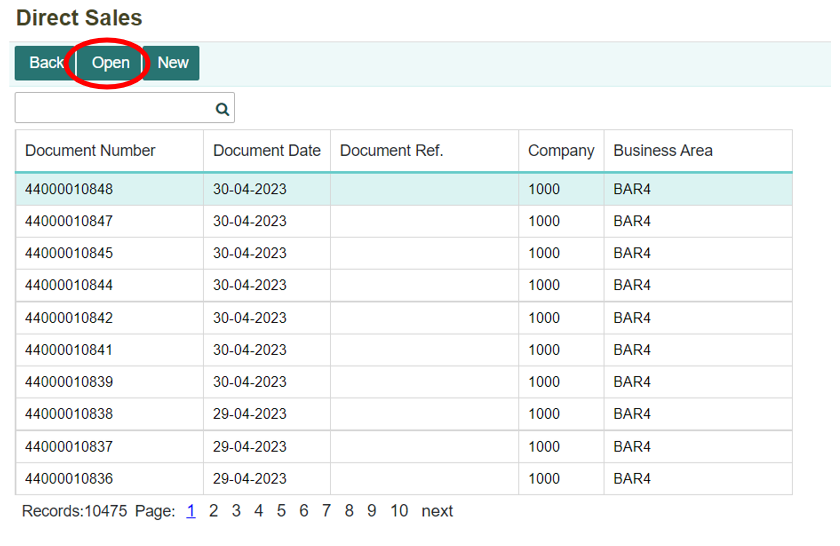 Direct Sales
Back Open New
Document Number Document Date Document Ref. Company Business Area
44000010848 30-04-2023 1000 BAR4
44000010847 30-04-2023 1000 BAR4
44000010845 30-04-2023 1000 BAR4
44000010844 30-04-2023 1000 BAR4
44000010842 30-04-2023 1000 BAR4
44000010841 30-04-2023 1000 BAR4
44000010839 30-04-2023 1000 BAR4
44000010838 29-04-2023 1000 BAR4
44000010837 29-04-2023 1000 BAR4
44000010836 29-04-2023 1000 BAR4
Records:10475 Page: 1 2 3 4 5 6 7 8 9 10 next